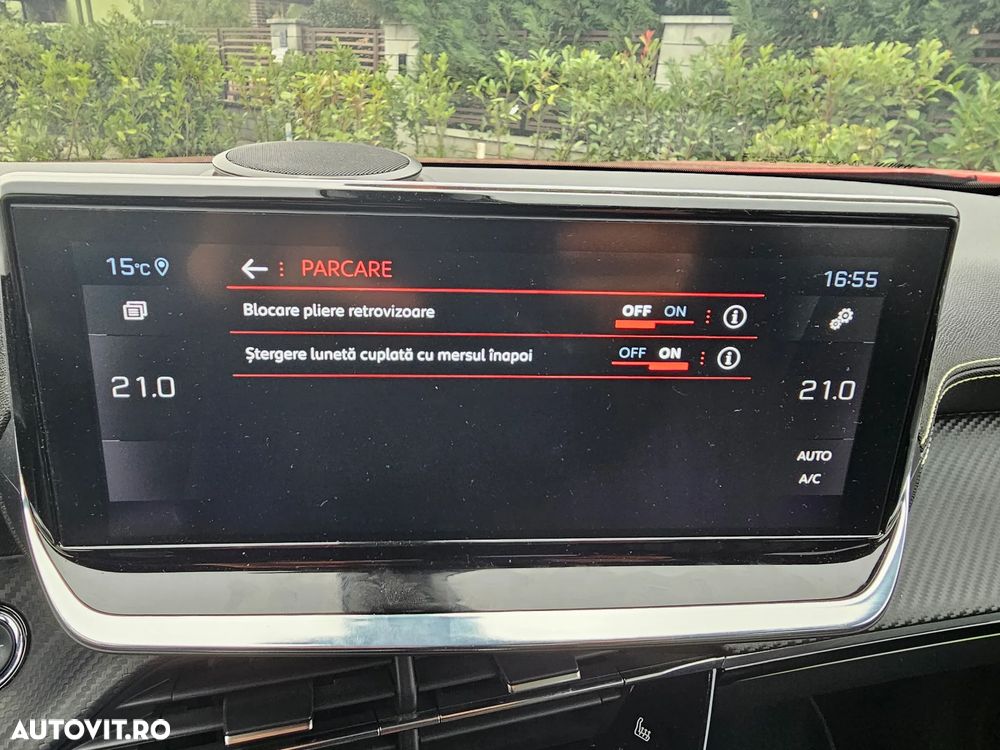 15°C
PARCARE
16:55
Blocare pliere retrovizoare OFF ON
Ștergere lunetă cuplată cu mersul înapoi OFF ON
21.0
21.0
AUTO
A/C
AUTOVIT.RO